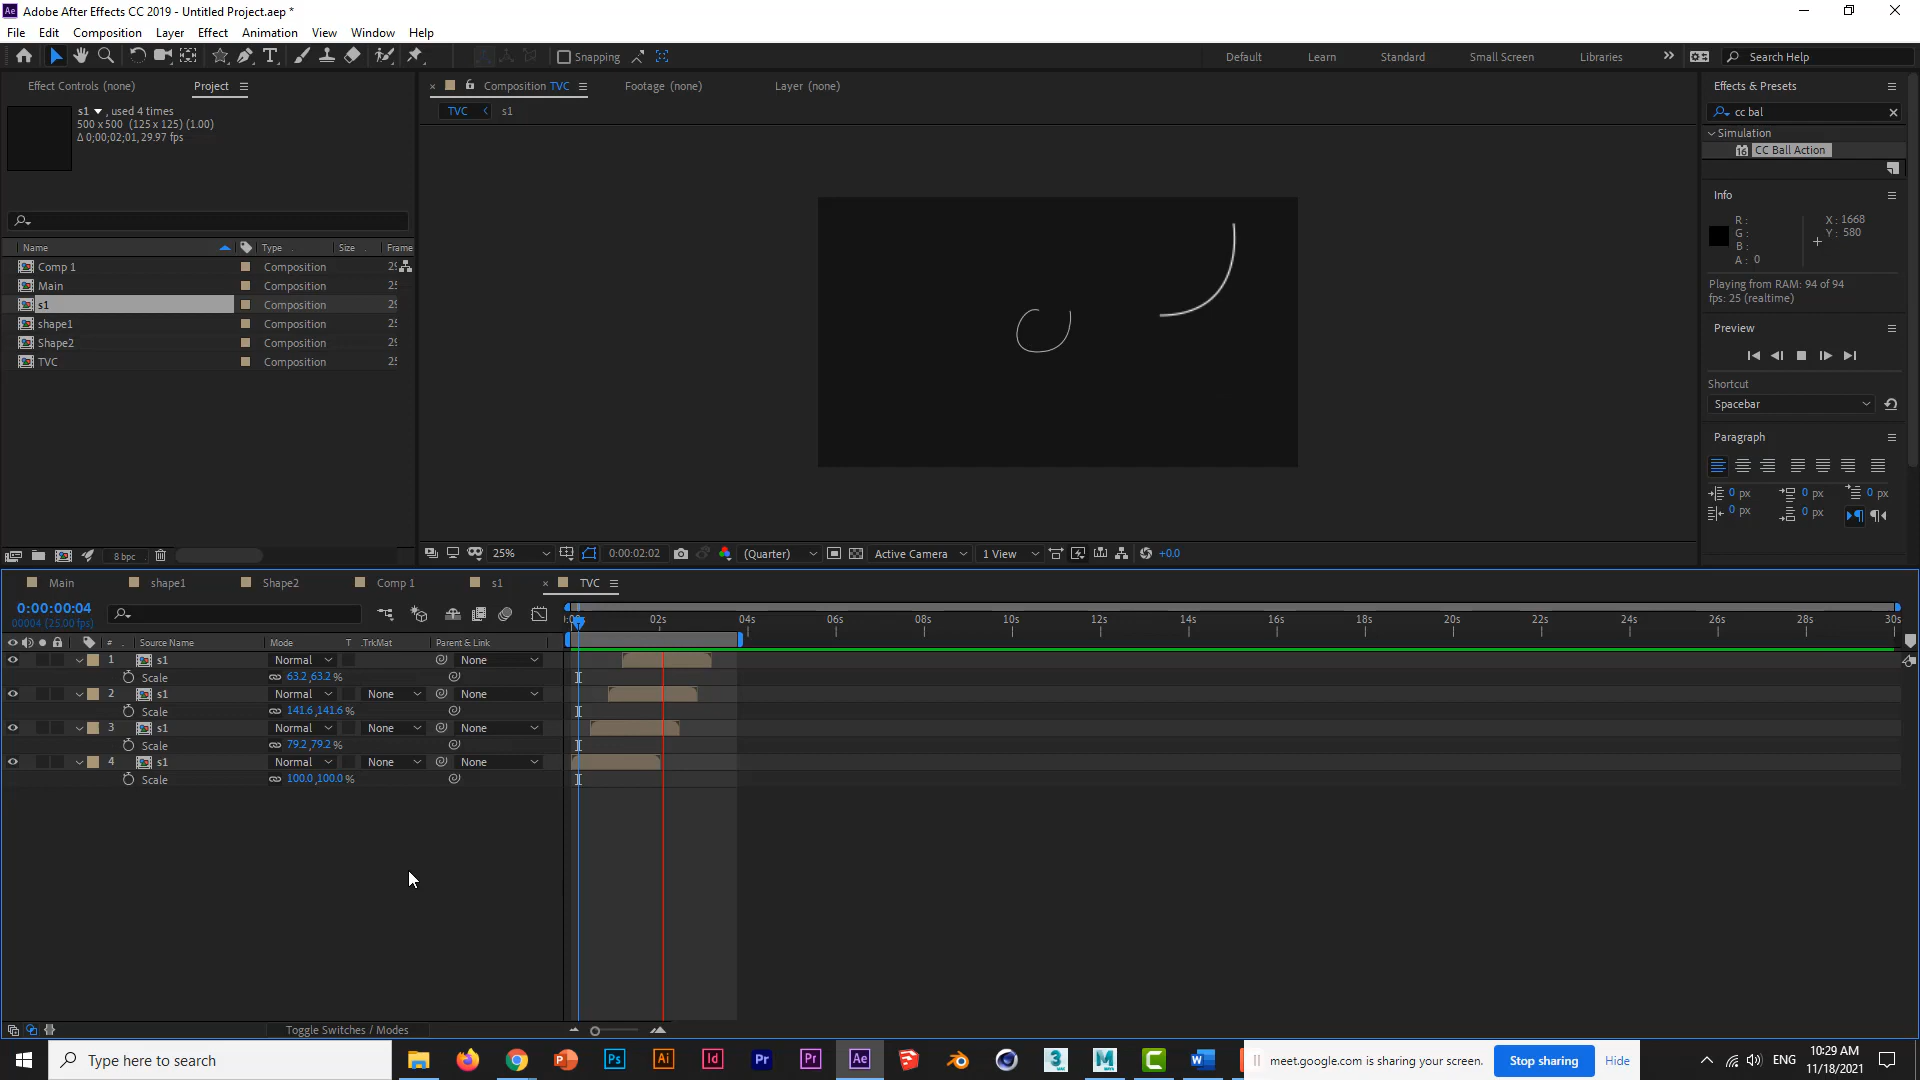 Adobe After Effects CC 2019 - Untitled Project.aep *
File Edit Composition Layer Effect Animation View Window Help
Snapping
Default Learn Standard Small Screen Libraries Search Help
Effect Controls (none) Project
s1 , used 4 times
500 x 500 (125 x 125) (1.00)
Δ 0;00;02;01, 29.97 fps
Name Type Size Frame
Comp 1 Composition
Main Composition
s1 Composition
shape1 Composition
Shape2 Composition
TVC Composition
8 bpc
Composition TVC Footage (none) Layer (none)
TVC s1
25% 0:00:02:02 (Quarter) Active Camera 1 View +0.0
Effects & Presets
cc bal
Simulation
CC Ball Action
Info
R : X : 1668
G : Y : 580
B :
A : 0
Playing from RAM: 94 of 94
fps: 25 (realtime)
Preview
Shortcut
Spacebar
Paragraph
0 px 0 px 0 px
0 px 0 px
Main shape1 Shape2 Comp 1 s1 TVC
0:00:00:04
00004 (25.00 fps)
02s 04s 06s 08s 10s 12s 14s 16s 18s 20s 22s 24s 26s 28s 30s
# Source Name Mode T .TrkMat Parent & Link
1 s1 Normal None
Scale 63.2,63.2 %
2 s1 Normal None None
Scale 141.6,141.6 %
3 s1 Normal None None
Scale 79.2,79.2 %
4 s1 Normal None None
Scale 100.0,100.0 %
Toggle Switches / Modes
Type here to search
Ps Ai Id Pr Pr Ae
meet.google.com is sharing your screen. Stop sharing Hide
ENG 10:29 AM
11/18/2021